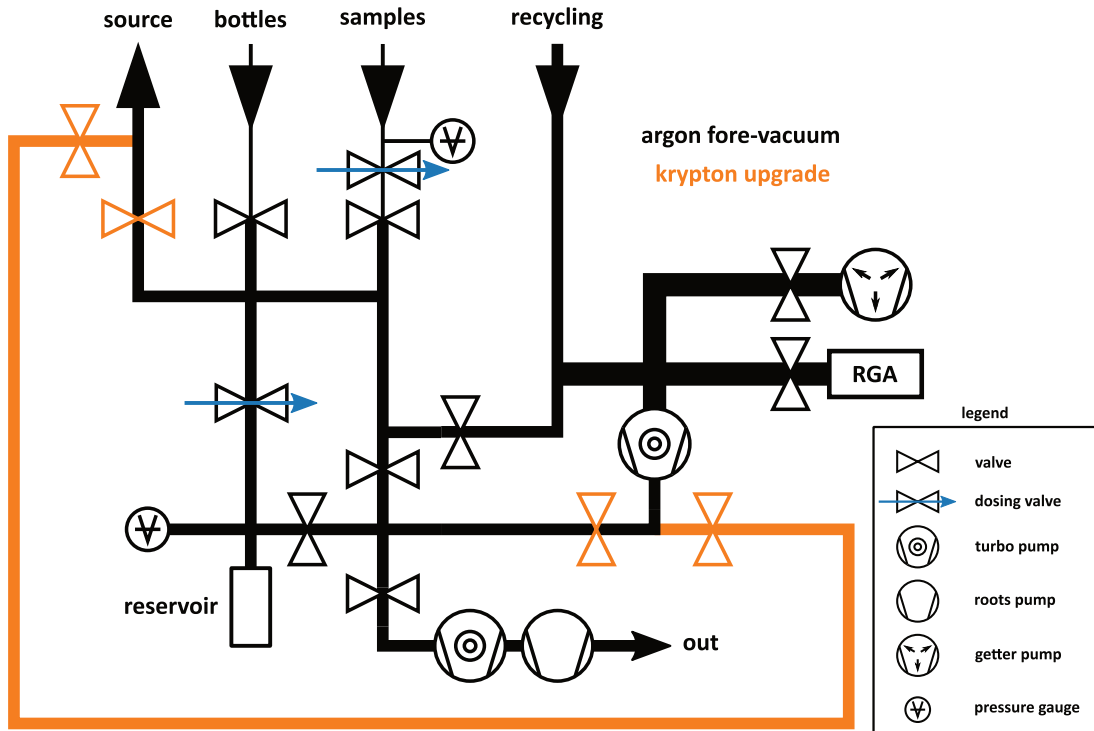 source
bottles
samples
recycling
argon fore-vacuum
krypton upgrade
RGA
reservoir
out
legend
valve
dosing valve
turbo pump
roots pump
getter pump
pressure gauge